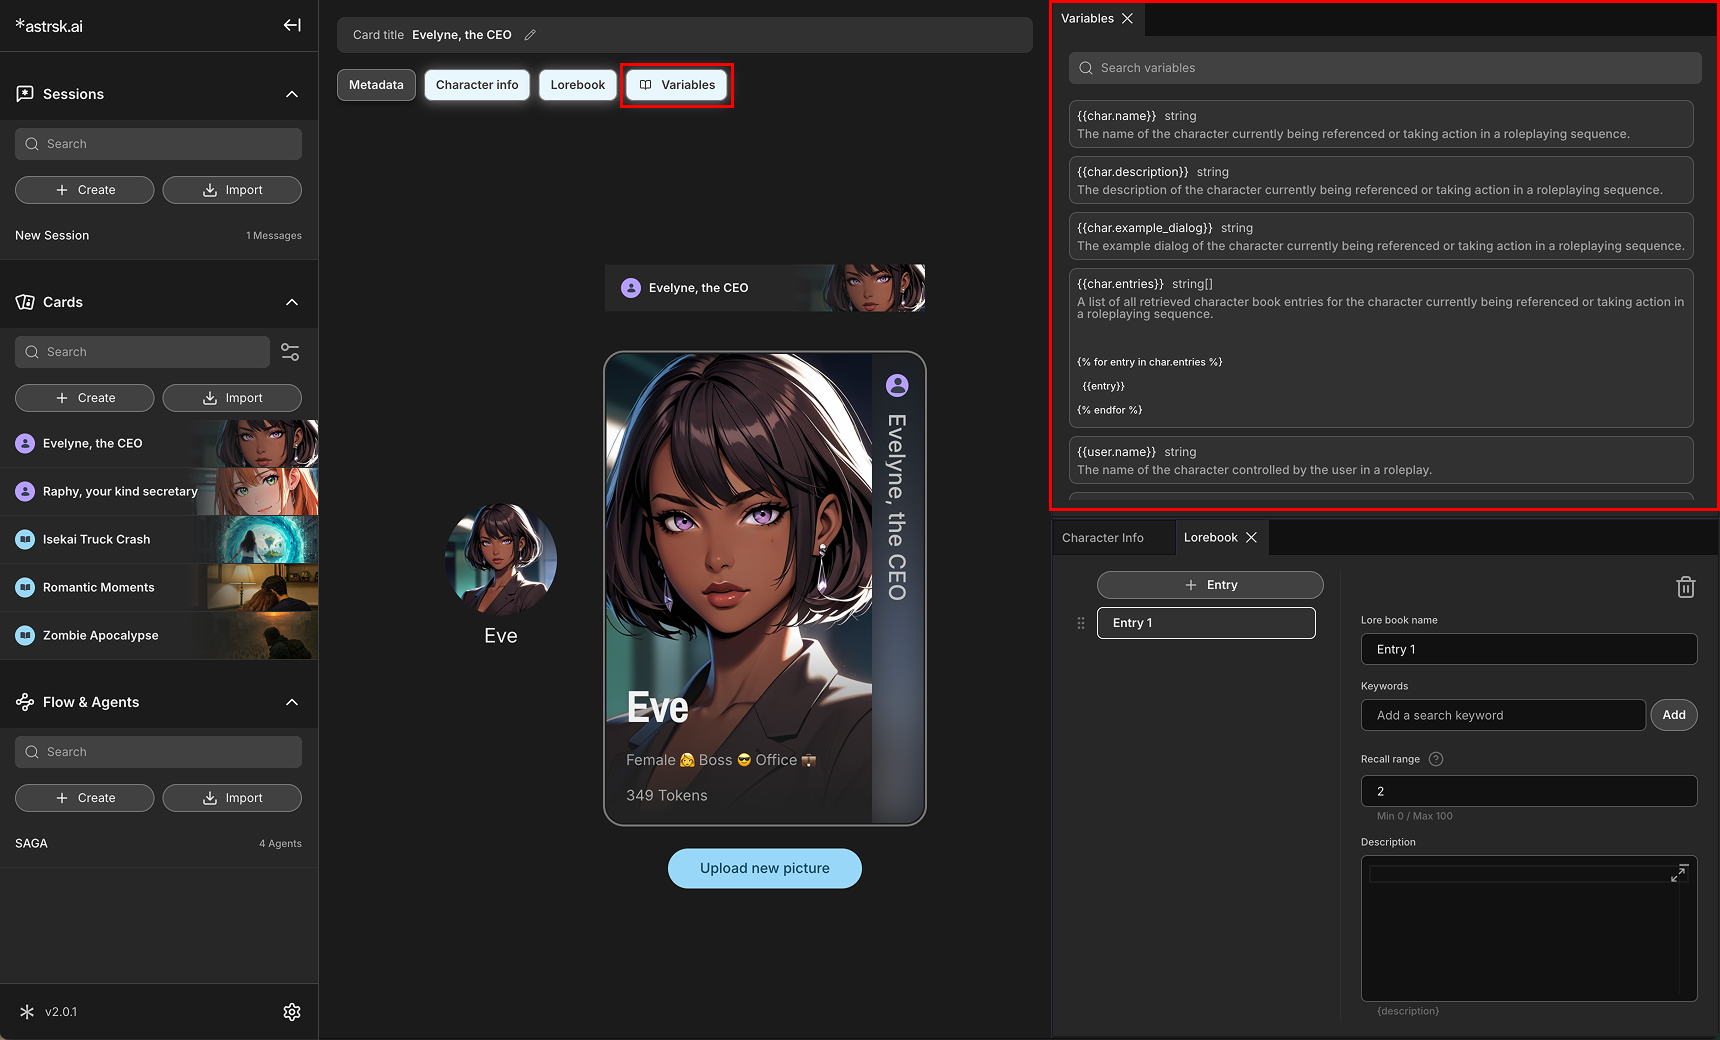 *astrsk.ai
Sessions
Search
Create
Import
New Session
1 Messages
Cards
Search
Create
Import
Evelyne, the CEO
Raphy, your kind secretary
Isekai Truck Crash
Romantic Moments
Zombie Apocalypse
Flow & Agents
Search
Create
Import
SAGA
4 Agents
v2.0.1
Card title Evelyne, the CEO
Metadata
Character info
Lorebook
Variables
Evelyne, the CEO
Eve
Evelyne, the CEO
Eve
Female 👩 Boss 😎 Office 💼
349 Tokens
Upload new picture
Variables
Search variables
{{char.name}} string
The name of the character currently being referenced or taking action in a roleplaying sequence.
{{char.description}} string
The description of the character currently being referenced or taking action in a roleplaying sequence.
{{char.example_dialog}} string
The example dialog of the character currently being referenced or taking action in a roleplaying sequence.
{{char.entries}} string[]
A list of all retrieved character book entries for the character currently being referenced or taking action in
a roleplaying sequence.
{% for entry in char.entries %}
{{entry}}
{% endfor %}
{{user.name}} string
The name of the character controlled by the user in a roleplay.
Character Info
Lorebook
Entry
Entry 1
Lore book name
Entry 1
Keywords
Add a search keyword
Add
Recall range ?
2
Min 0 / Max 100
Description
{description}